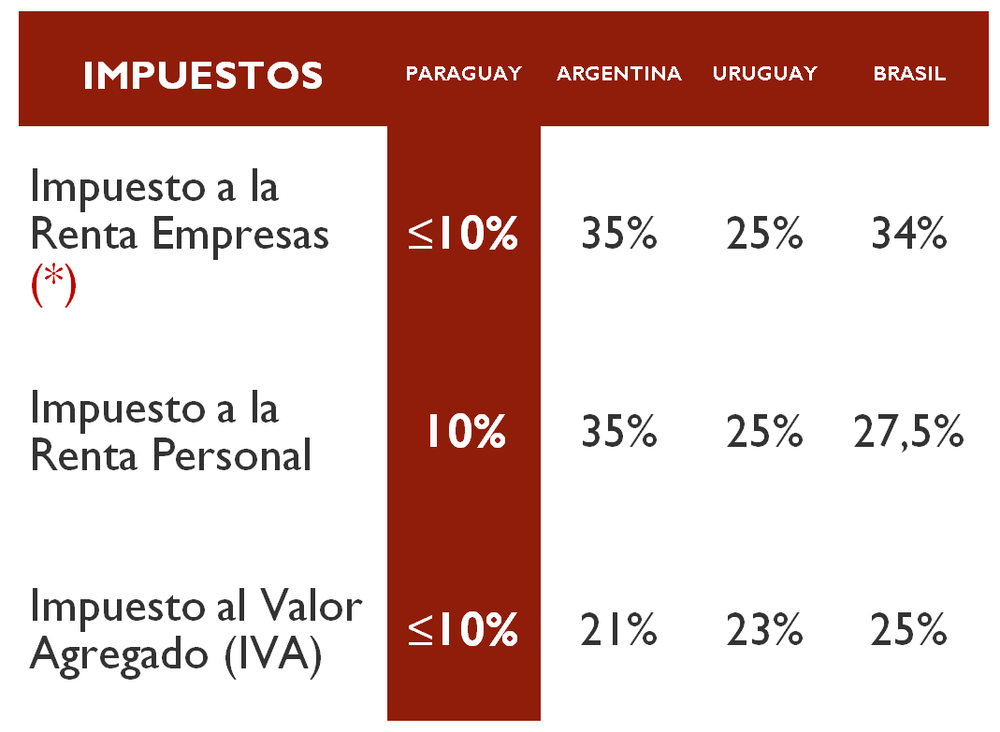 IMPUESTOS PARAGUAY ARGENTINA URUGUAY BRASIL
Impuesto a la
Renta Empresas ≤10% 35% 25% 34%
(*)
Impuesto a la
Renta Personal 10% 35% 25% 27,5%
Impuesto al Valor
Agregado (IVA) ≤10% 21% 23% 25%